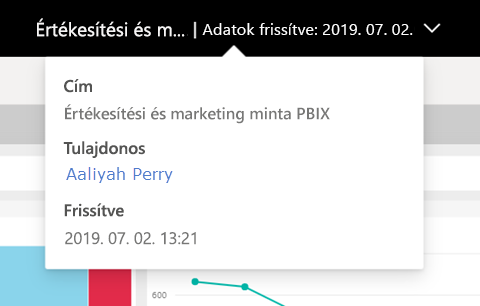 Értékesítési és m... | Adatok frissítve: 2019. 07. 02.
Cím
Értékesítési és marketing minta PBIX
Tulajdonos
Aaliyah Perry
Frissítve
2019. 07. 02. 13:21
600